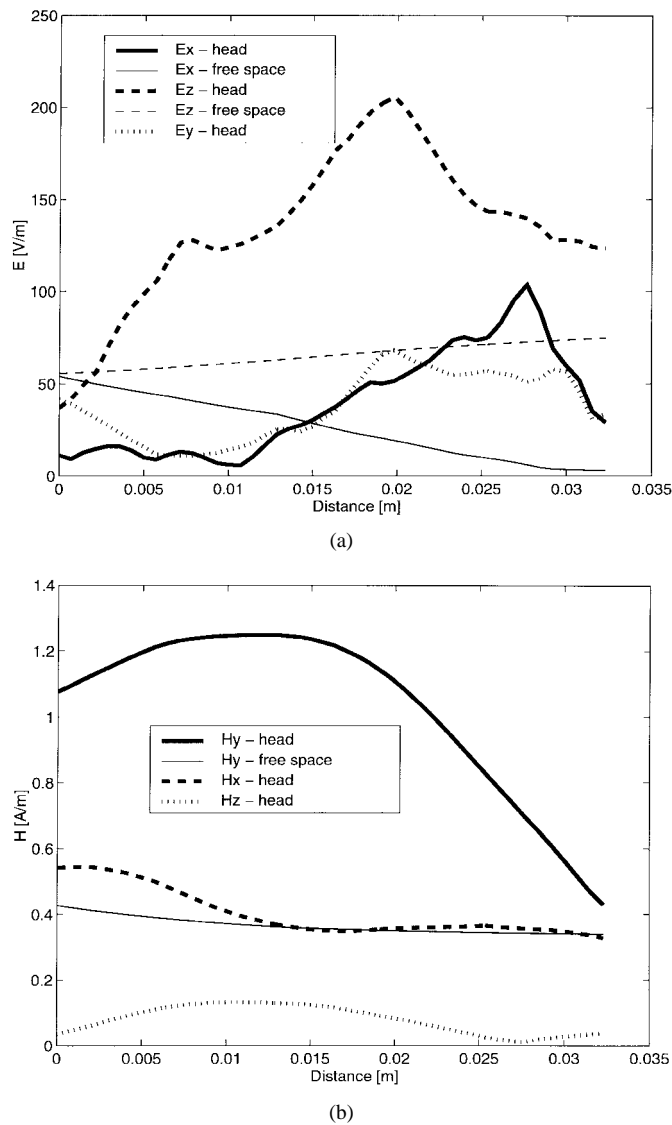 250
200
150
100
50
0
E [V/m]
Ex – head
Ex – free space
Ez – head
Ez – free space
Ey – head
0 0.005 0.01 0.015 0.02 0.025 0.03 0.035
Distance [m]
(a)
1.4
1.2
1
0.8
0.6
0.4
0.2
0
H [A/m]
Hy – head
Hy – free space
Hx – head
Hz – head
0 0.005 0.01 0.015 0.02 0.025 0.03 0.035
Distance [m]
(b)